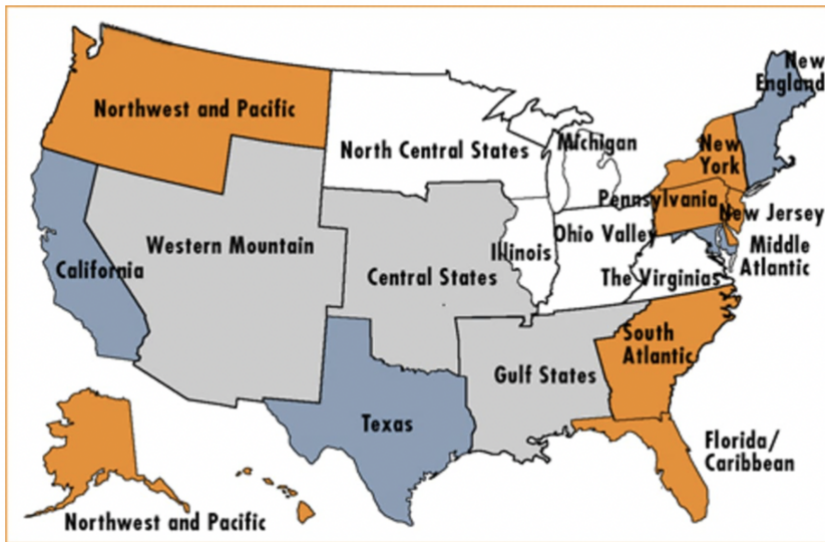 New
England
Northwest and Pacific
North Central States
Michigan
New
York
Pennsylvania
New Jersey
Western Mountain
California
Central States
Illinois
Ohio Valley
Middle
Atlantic
The Virginias
South
Atlantic
Gulf States
Texas
Florida/
Caribbean
Northwest and Pacific